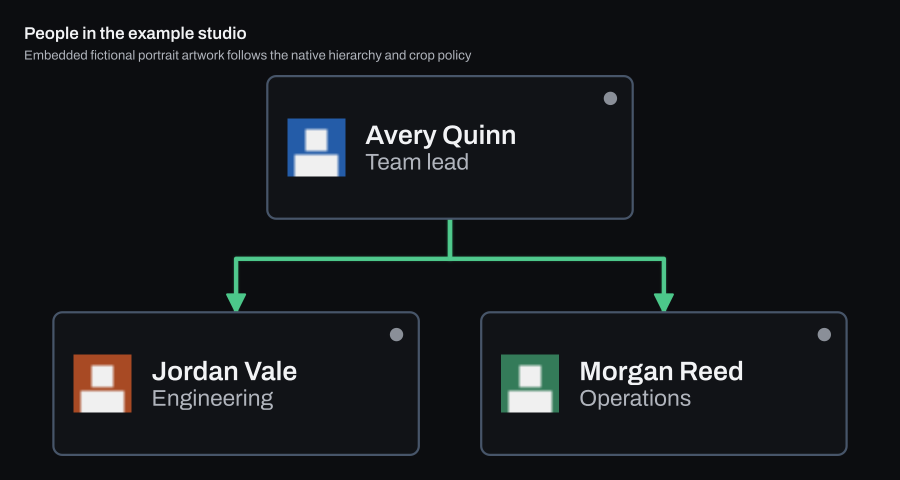 People in the example studio
Embedded fictional portrait artwork follows the native hierarchy and crop policy
Avery Quinn
Team lead
Jordan Vale
Engineering
Morgan Reed
Operations